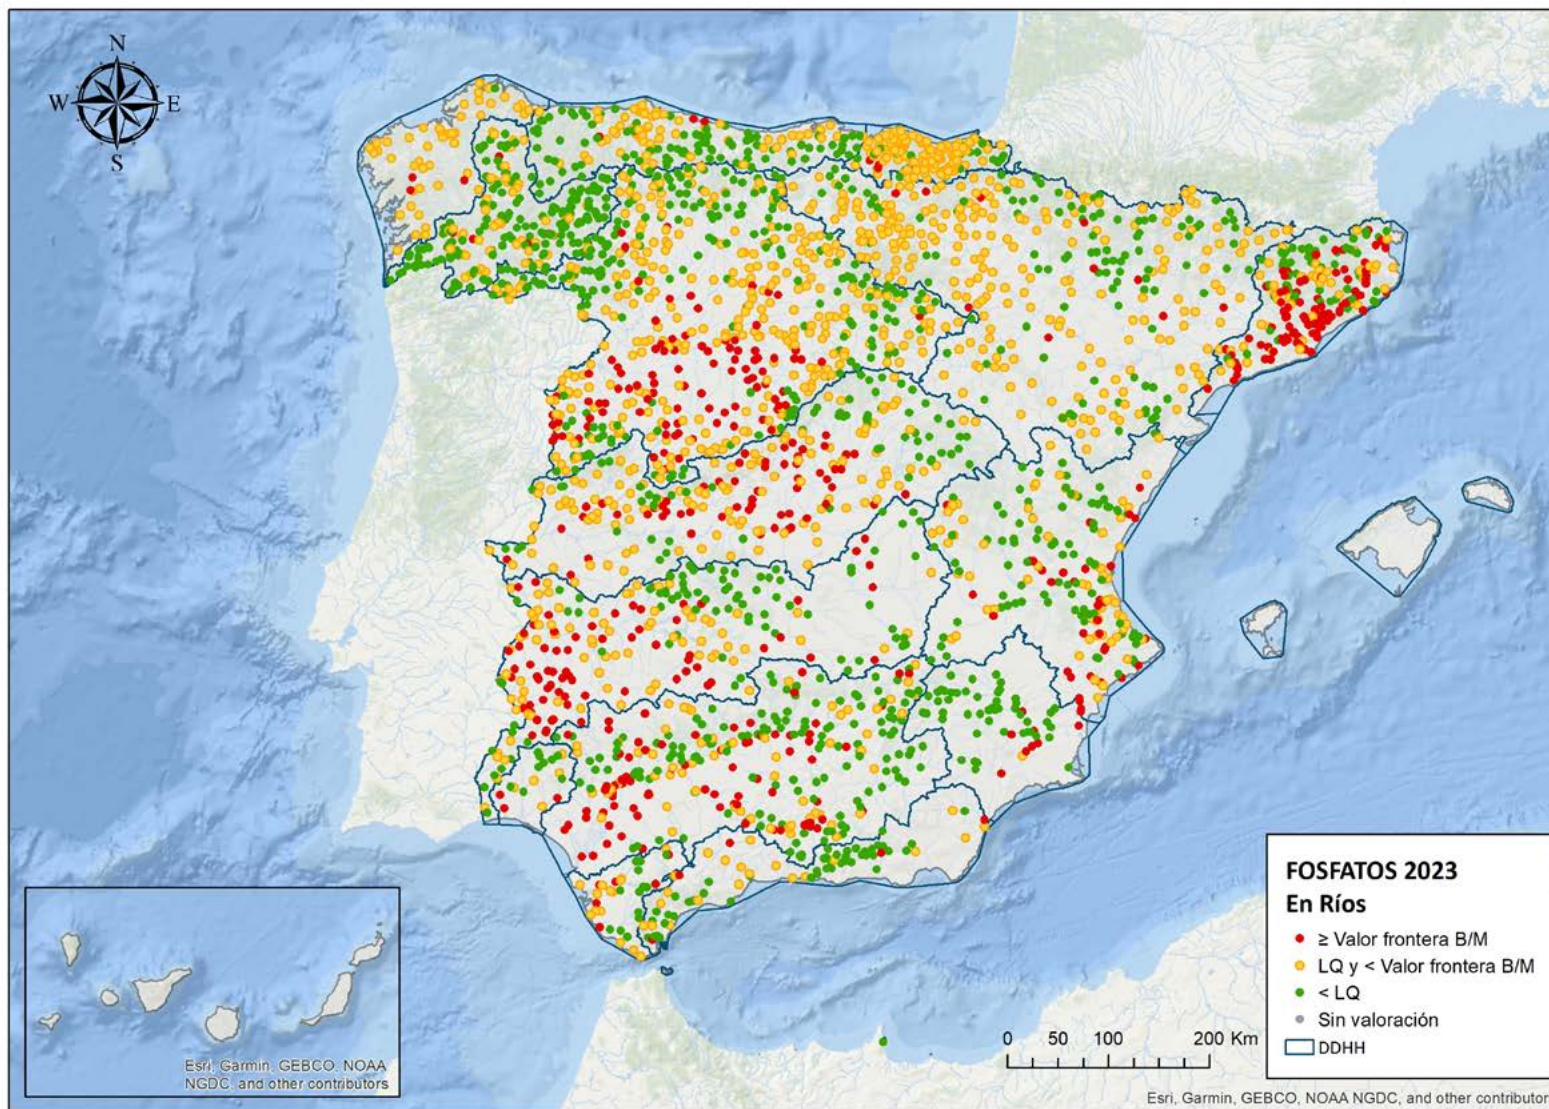 N
W E
S
FOSFATOS 2023
En Ríos
≥ Valor frontera B/M
LQ y < Valor frontera B/M
< LQ
Sin valoración
DDHH
0 50 100 200 Km
Esri, Garmin, GEBCO, NOAA
NGDC, and other contributors
Esri, Garmin, GEBCO, NOAA NGDC, and other contributor